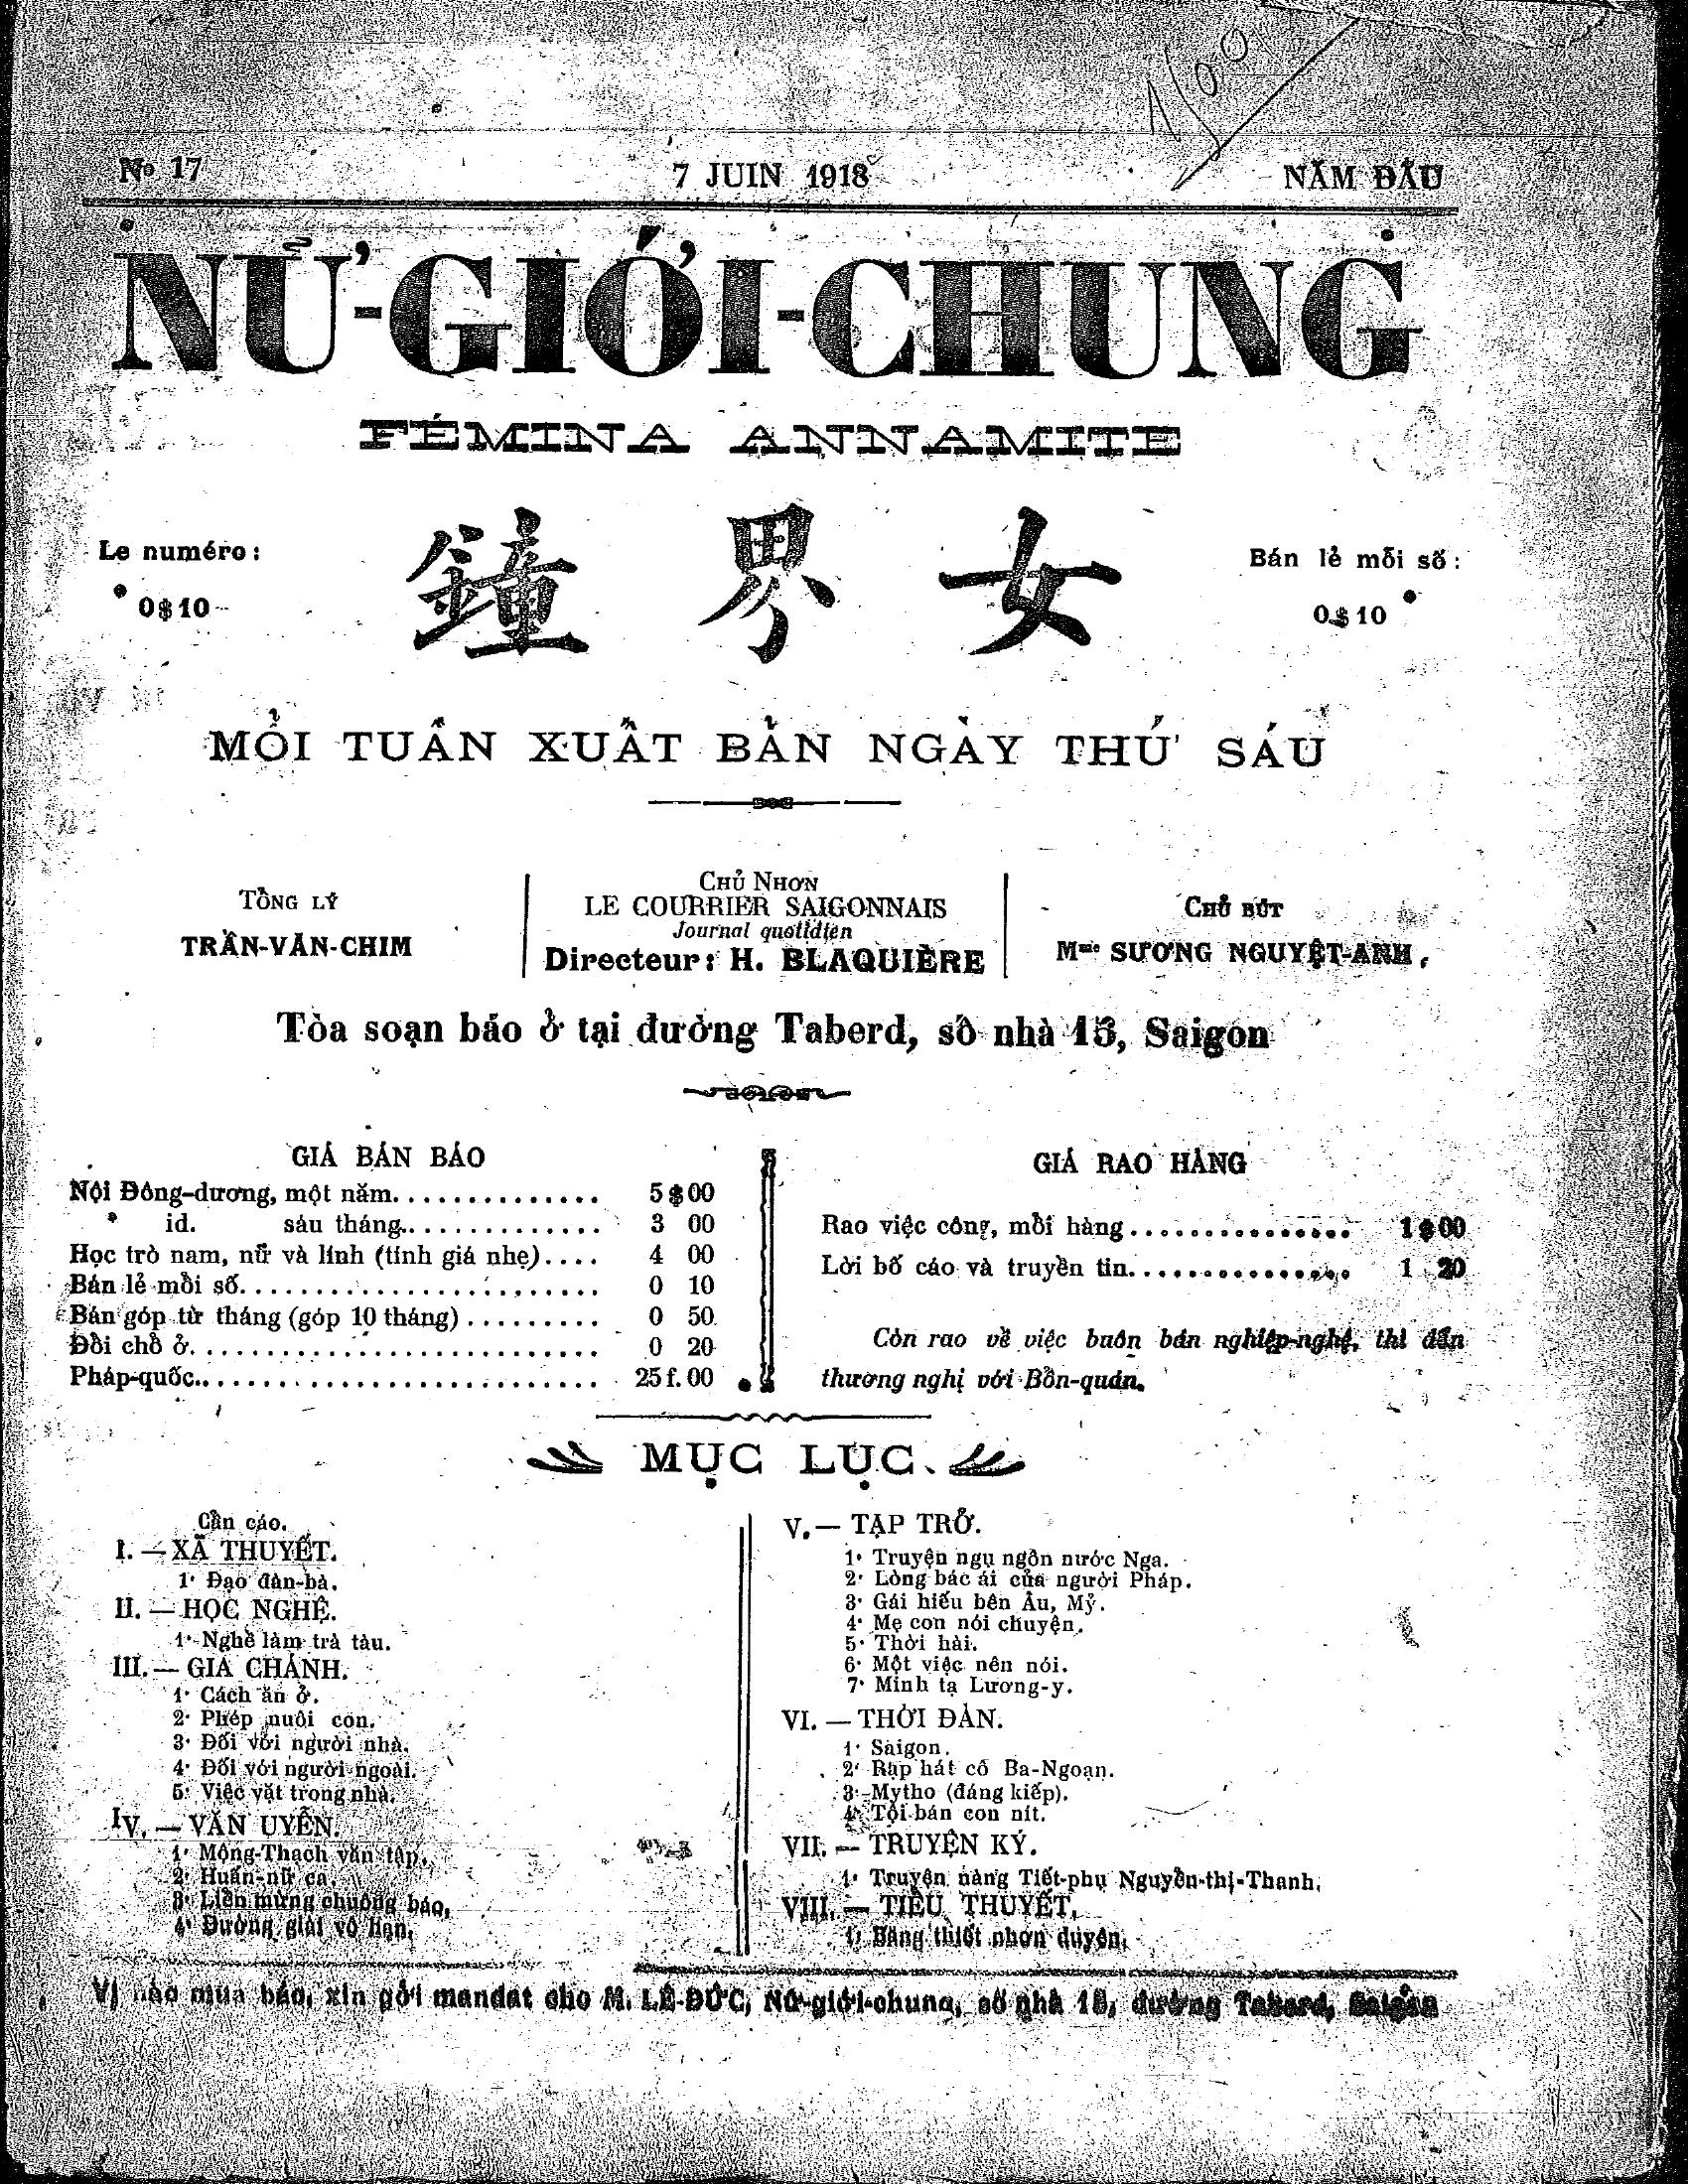 No 17
7 JUIN 1918
NĂM ĐẦU
NỮ-GIỚI-CHUNG
FÉMINA ANNAMITE
鐘 界 女
Le numéro:
0$10
Bán lẻ mỗi số:
0$10
MỔI TUẦN XUẤT BẢN NGÀY THỨ SÁU
TỔNG LÝ
TRẦN-VĂN-CHIM
CHỦ NHƠN
LE COURRIER SAIGONNAIS
Journal quotidien
Directeur: H. BLAQUIÈRE
CHỦ BÚT
Mme SƯƠNG NGUYỆT-ANH,
Tòa soạn báo ở tại đường Taberd, số nhà 15, Saigon
GIÁ BÁN BÁO
Nội Đông-dương, một năm.............. 5$00
id. sáu tháng.............. 3 00
Học trò nam, nữ và lính (tính giá nhẹ).... 4 00
Bán lẻ mỗi số........................ 0 10
Bán góp từ tháng (góp 10 tháng)......... 0 50
Đổi chỗ ở............................ 0 20
Pháp-quốc........................... 25f.00
GIÁ RAO HÀNG
Rao việc công, mỗi hàng............... 1$00
Lời bố cáo và truyền tin............... 1 20
Còn rao về việc buôn bán nghiệp-nghệ, thì đến
thương nghị với Bổn-quán.
MỤC LỤC.
Cần cáo.
I. — XÃ THUYẾT.
1· Đạo đàn-bà.
II. — HỌC NGHỆ.
1· Nghề làm trà tàu.
III. — GIA CHÁNH.
1· Cách ăn ở.
2· Phép nuôi con.
3· Đối với người nhà.
4· Đối với người ngoài.
5· Việc vặt trong nhà.
IV. — VĂN UYỂN.
1· Mộng-Thạch văn tập.
2· Huấn-nữ ca.
3· Liễn mừng chuông báo.
4· Đường giải vô hạn.
V. — TẠP TRỞ.
1· Truyện ngụ ngôn nước Nga.
2· Lòng bác ái của người Pháp.
3· Gái hiếu bên Âu, Mỷ.
4· Mẹ con nói chuyện.
5· Thời hài.
6· Một việc nên nói.
7· Minh tạ Lương-y.
VI. — THỜI ĐÀN.
1· Saigon.
2· Rạp hát cô Ba-Ngoạn.
3· Mytho (đáng kiếp).
4· Tội bán con nít.
VII. — TRUYỆN KÝ.
1· Truyện nàng Tiết-phụ Nguyễn-thị-Thanh.
VIII. — TIỂU THUYẾT.
1· Băng thiết nhơn duyên.
Vị nào mua báo, xin gởi mandat cho M. LÊ-ĐỨC, Nữ-giới-chung, số nhà 15, đường Taberd, Saigon